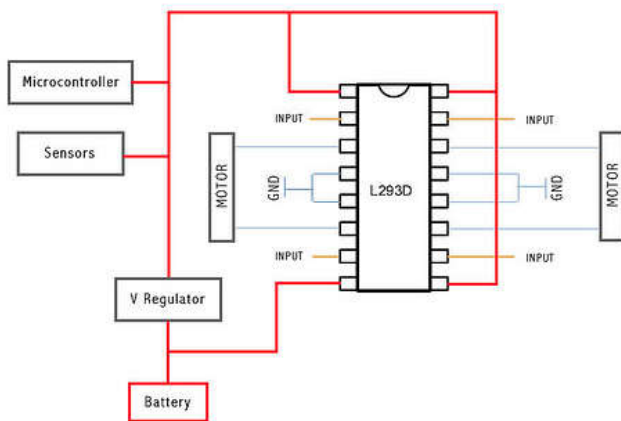 Microcontroller
INPUT
INPUT
Sensors
MOTOR
GND
L293D
GND
MOTOR
INPUT
INPUT
V Regulator
Battery